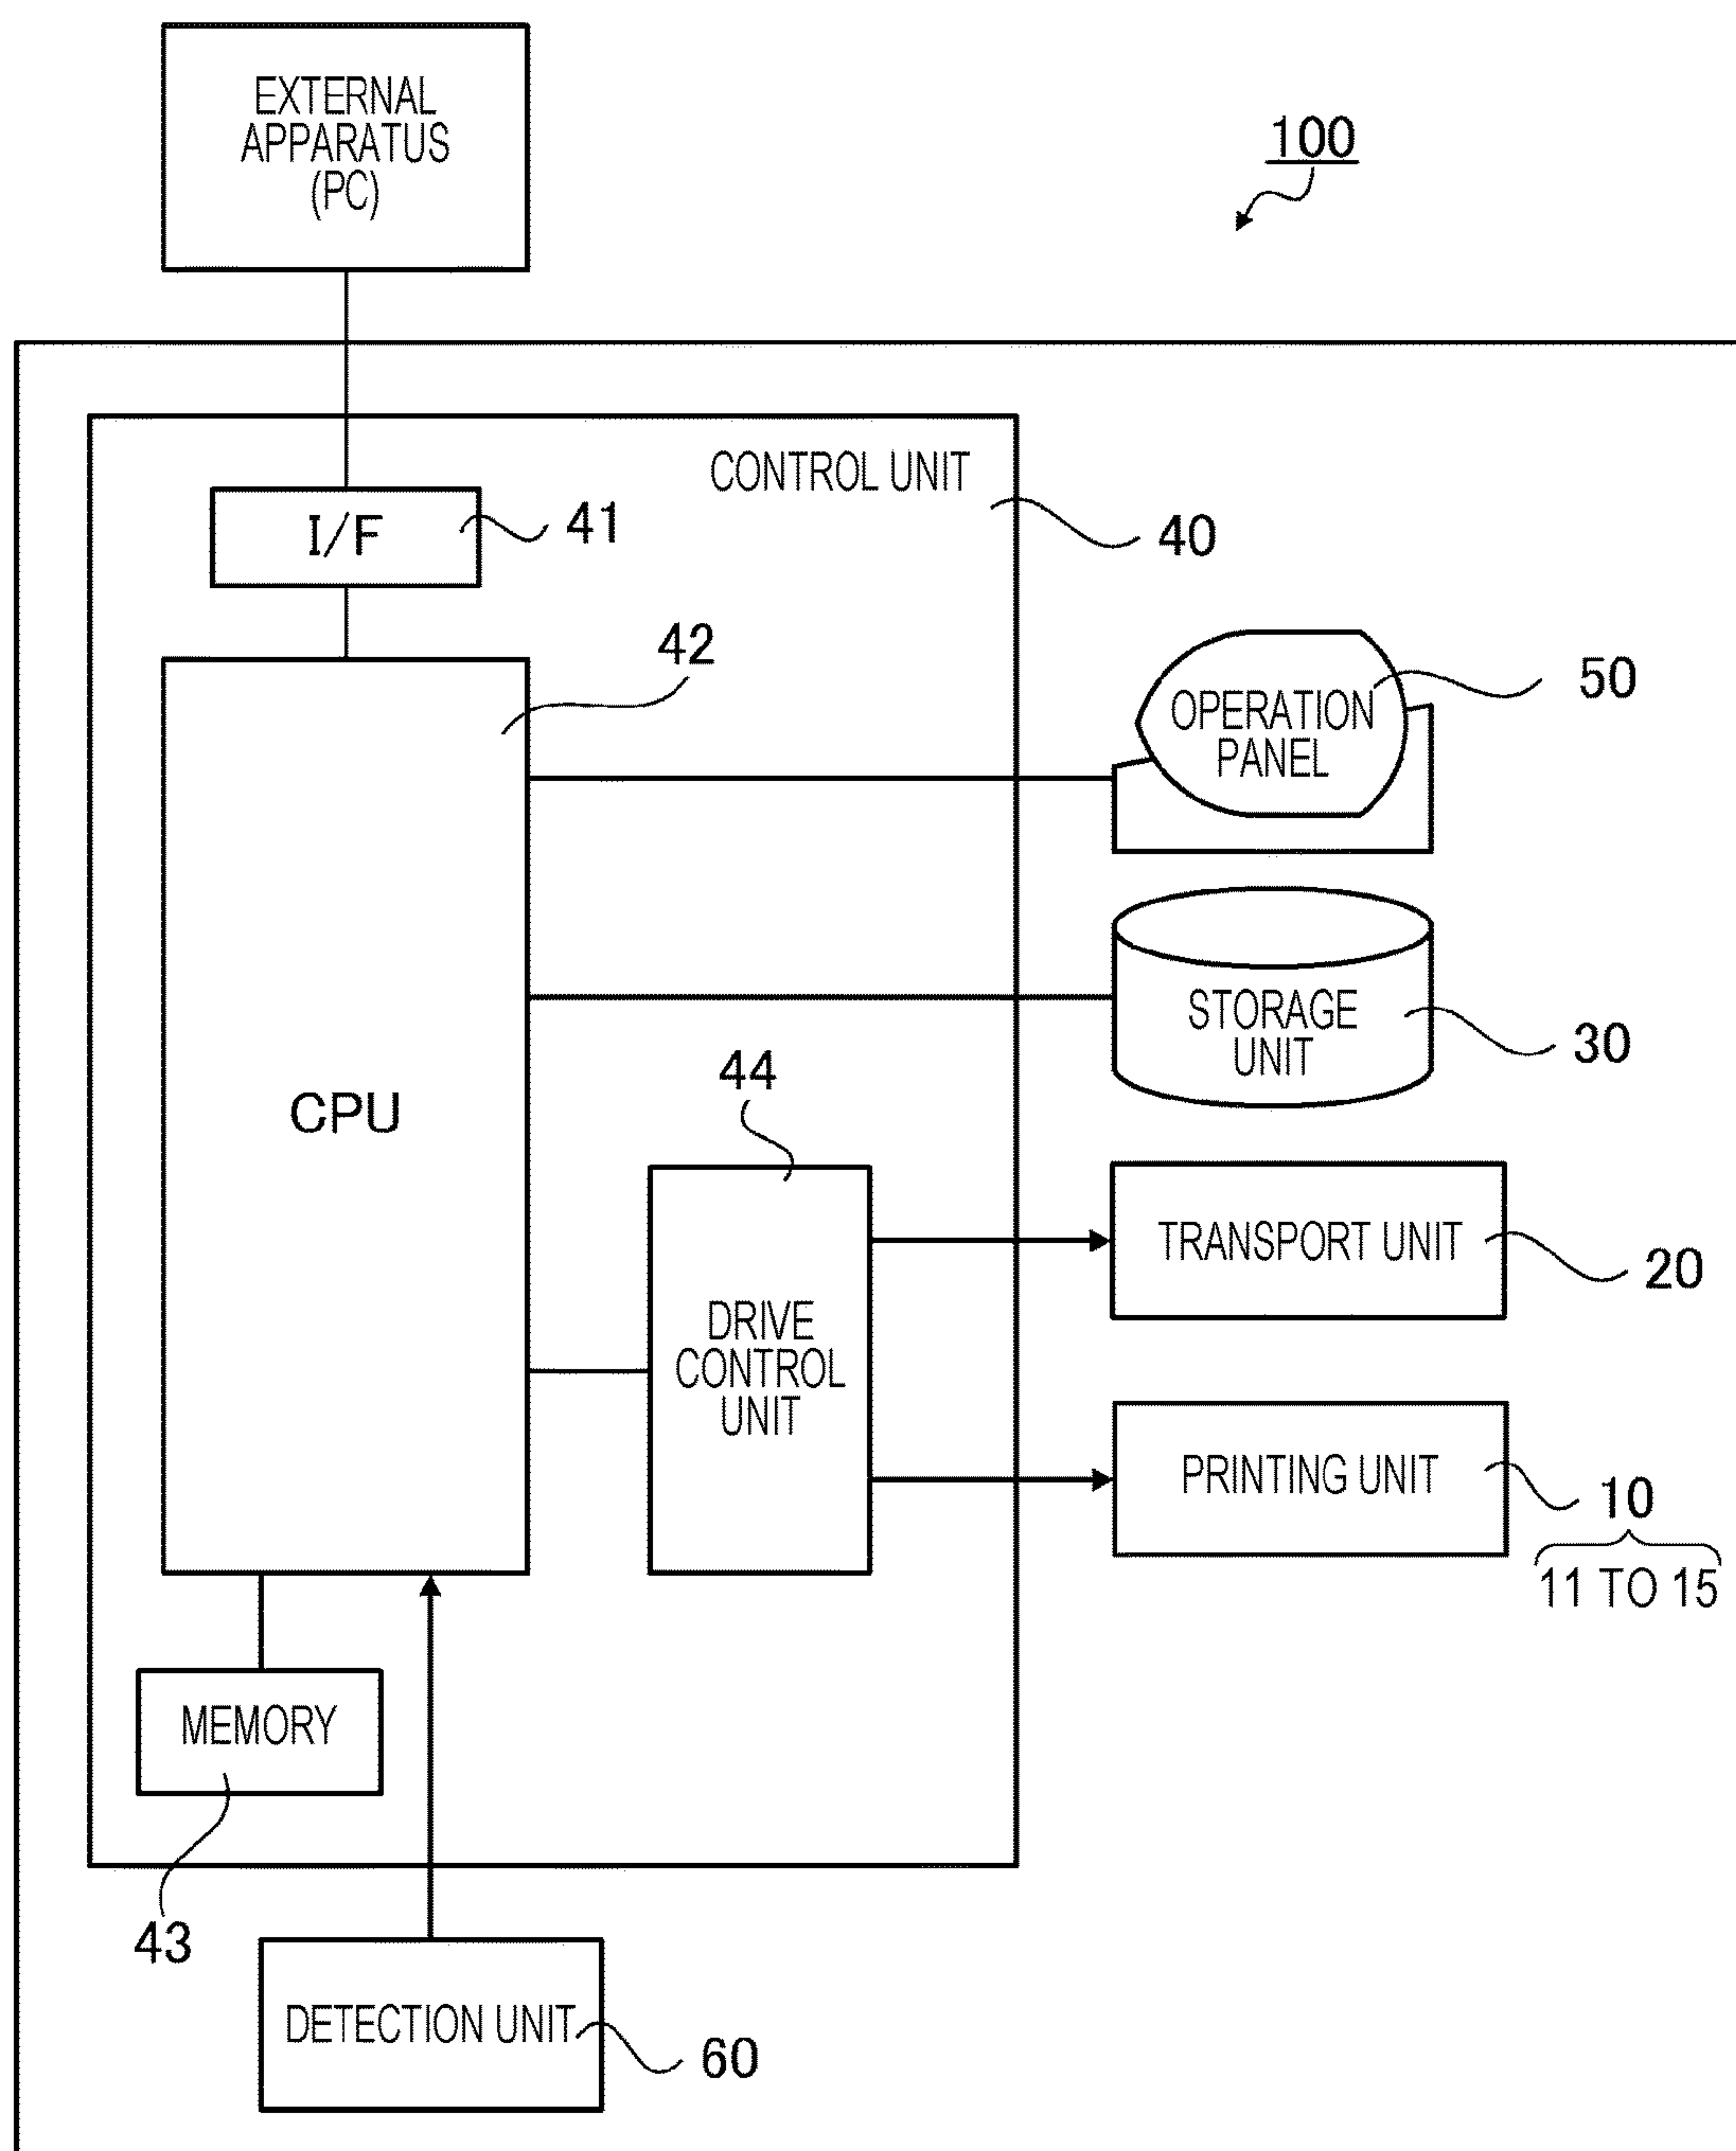 EXTERNAL
APPARATUS
(PC)
100
CONTROL UNIT
I/F
41
40
42
OPERATION
PANEL
50
STORAGE
UNIT
30
CPU
44
TRANSPORT UNIT
20
DRIVE
CONTROL
UNIT
PRINTING UNIT
10
11 TO 15
MEMORY
43
DETECTION UNIT
60